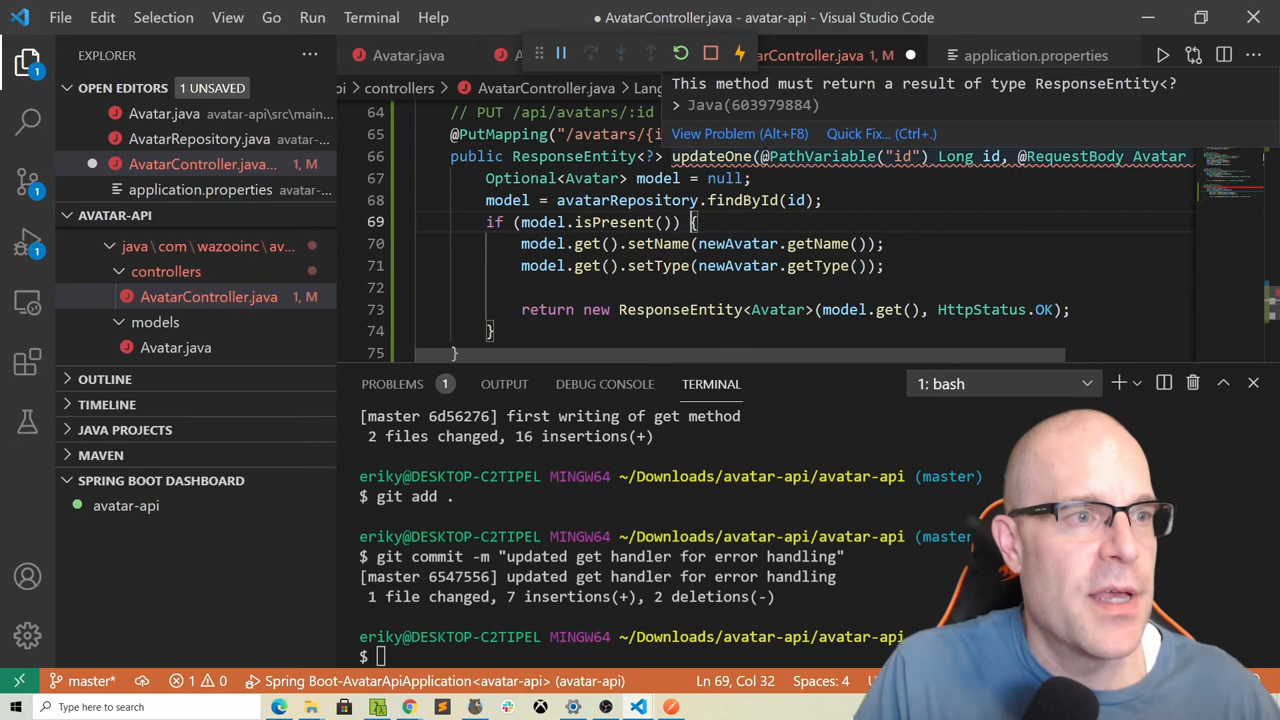 File Edit Selection View Go Run Terminal Help
● AvatarController.java - avatar-api - Visual Studio Code
EXPLORER
OPEN EDITORS 1 UNSAVED
Avatar.java avatar-api\src\main...
AvatarRepository.java avatar-...
AvatarController.java... 1, M
application.properties avatar-...
AVATAR-API
java\com\wazooinc\av...
controllers
AvatarController.java 1, M
models
Avatar.java
OUTLINE
TIMELINE
JAVA PROJECTS
MAVEN
SPRING BOOT DASHBOARD
avatar-api
1
1
1
Avatar.java
A
arController.java 1, M ●
application.properties
pi > controllers > AvatarController.java > Lang
This method must return a result of type ResponseEntity<?
> Java(603979884)
View Problem (Alt+F8) Quick Fix... (Ctrl+.)
64 // PUT /api/avatars/:id
65 @PutMapping("/avatars/{i
66 public ResponseEntity<?> updateOne(@PathVariable("id") Long id, @RequestBody Avatar
67 Optional<Avatar> model = null;
68 model = avatarRepository.findById(id);
69 if (model.isPresent()) {
70 model.get().setName(newAvatar.getName());
71 model.get().setType(newAvatar.getType());
72
73 return new ResponseEntity<Avatar>(model.get(), HttpStatus.OK);
74 }
75 }
PROBLEMS 1 OUTPUT DEBUG CONSOLE TERMINAL 1: bash
[master 6d56276] first writing of get method
2 files changed, 16 insertions(+)
eriky@DESKTOP-C2TIPEL MINGW64 ~/Downloads/avatar-api/avatar-api (master)
$ git add .
eriky@DESKTOP-C2TIPEL MINGW64 ~/Downloads/avatar-api/avatar-api (maste
$ git commit -m "updated get handler for error handling"
[master 6547556] updated get handler for error handling
1 file changed, 7 insertions(+), 2 deletions(-)
eriky@DESKTOP-C2TIPEL MINGW64 ~/Downloads/avatar-api/avatar-api
$
master* 1 0 Spring Boot-AvatarApiApplication<avatar-api> (avatar-api) Ln 69, Col 32 Spaces: 4
Type here to search